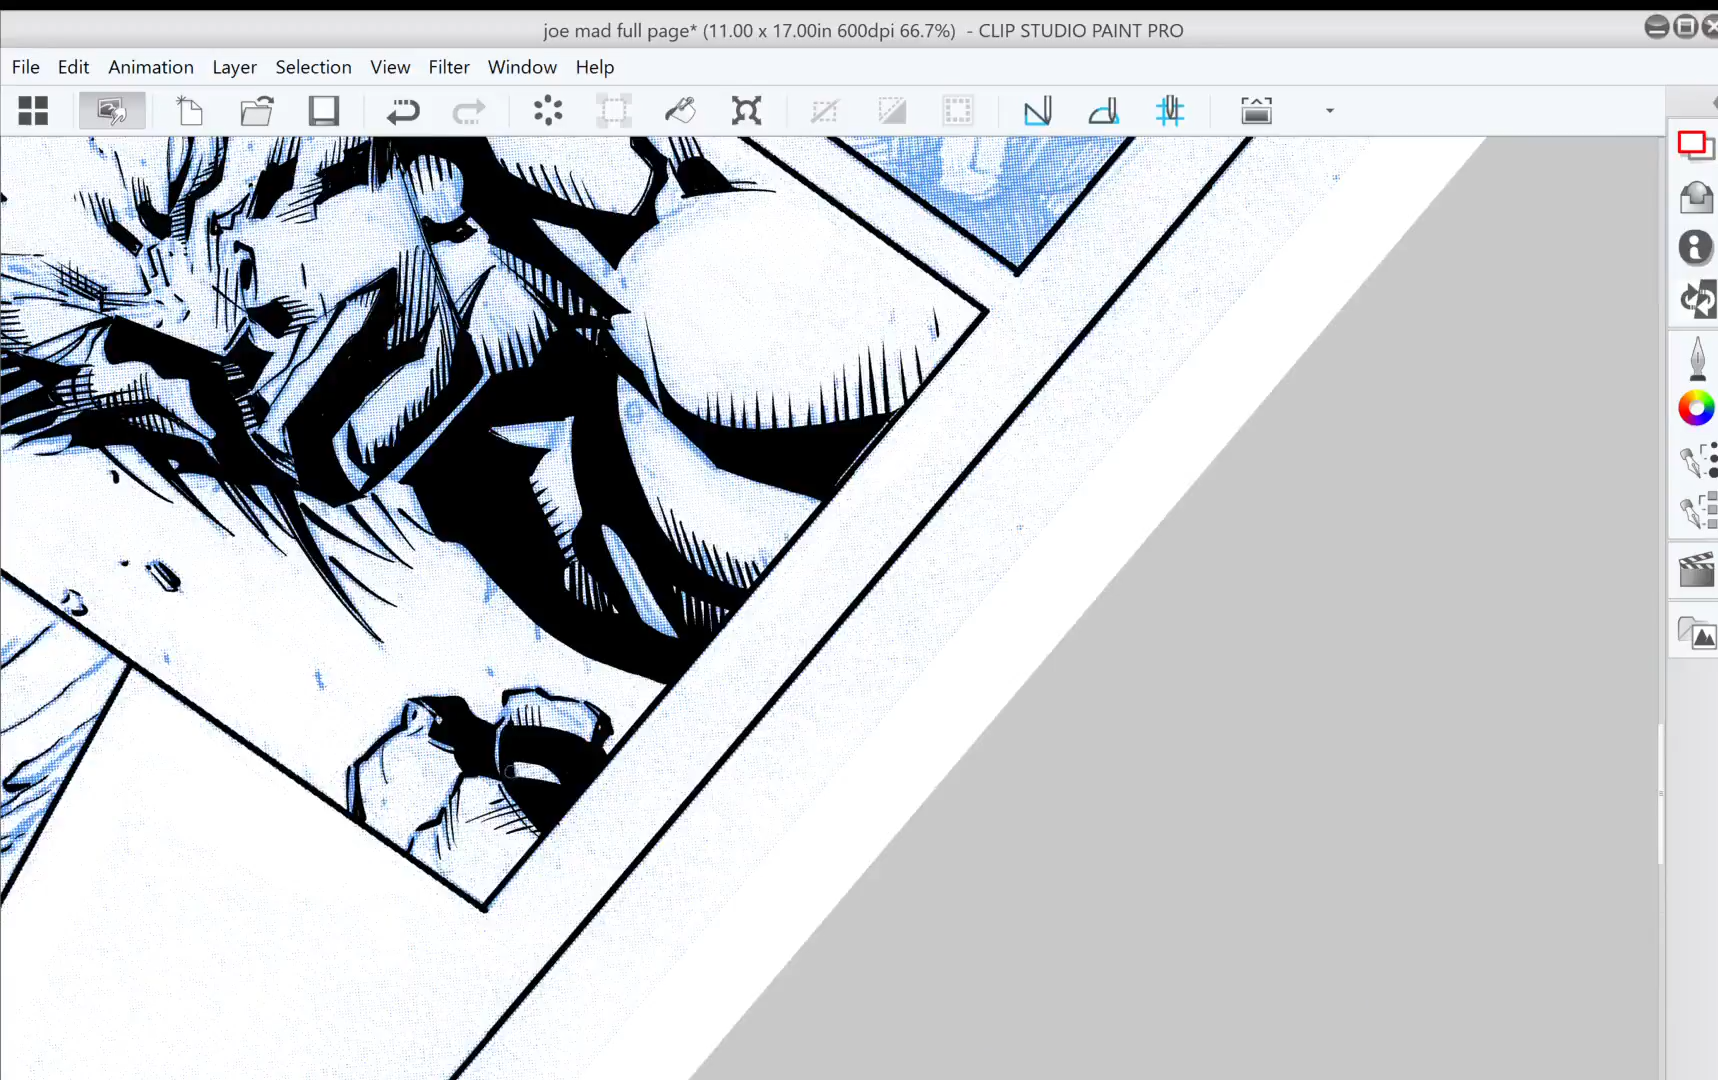 joe mad full page* (11.00 x 17.00in 600dpi 66.7%) - CLIP STUDIO PAINT PRO
File Edit Animation Layer Selection View Filter Window Help